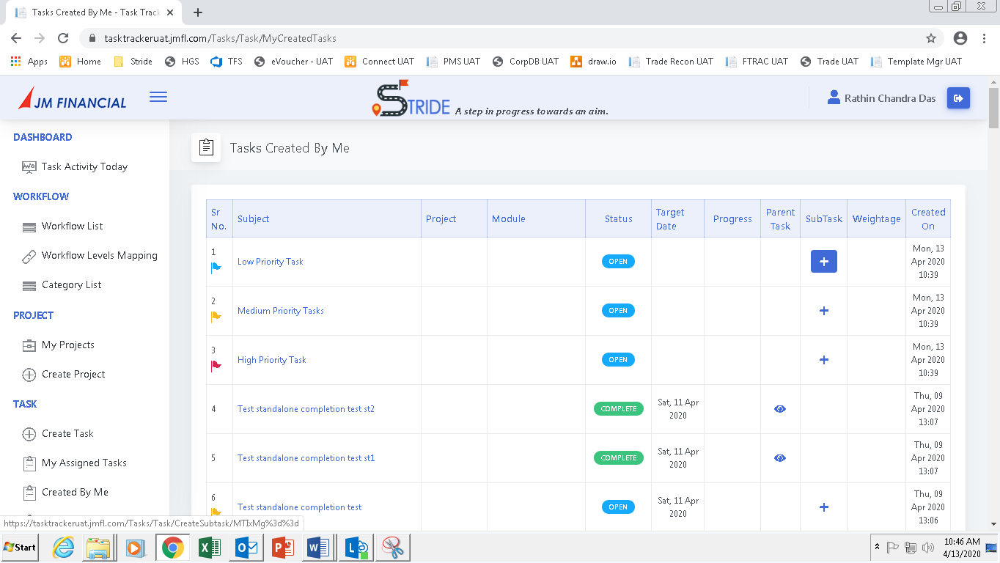 Tasks Created By Me - Task Track
tasktrackeruat.jmfl.com/Tasks/Task/MyCreatedTasks
Apps Home Stride HGS TFS eVoucher - UAT Connect UAT PMS UAT CorpDB UAT draw.io Trade Recon UAT FTRAC UAT Trade UAT Template Mgr UAT
JM FINANCIAL
STRIDE A step in progress towards an aim.
Rathin Chandra Das
DASHBOARD
Task Activity Today
WORKFLOW
Workflow List
Workflow Levels Mapping
Category List
PROJECT
My Projects
Create Project
TASK
Create Task
My Assigned Tasks
Created By Me
Tasks Created By Me
Sr No. Subject Project Module Status Target Date Progress Parent Task SubTask Weightage Created On
1 Low Priority Task OPEN Mon, 13 Apr 2020 10:39
2 Medium Priority Tasks OPEN Mon, 13 Apr 2020 10:39
3 High Priority Task OPEN Mon, 13 Apr 2020 10:39
4 Test standalone completion test st2 COMPLETE Sat, 11 Apr 2020 Thu, 09 Apr 2020 13:07
5 Test standalone completion test st1 COMPLETE Sat, 11 Apr 2020 Thu, 09 Apr 2020 13:07
6 Test standalone completion test OPEN Sat, 11 Apr 2020 Thu, 09 Apr 2020 13:06
https://tasktrackeruat.jmfl.com/Tasks/Task/CreateSubtask/MTIxMg%3d%3d
Start
10:46 AM
4/13/2020